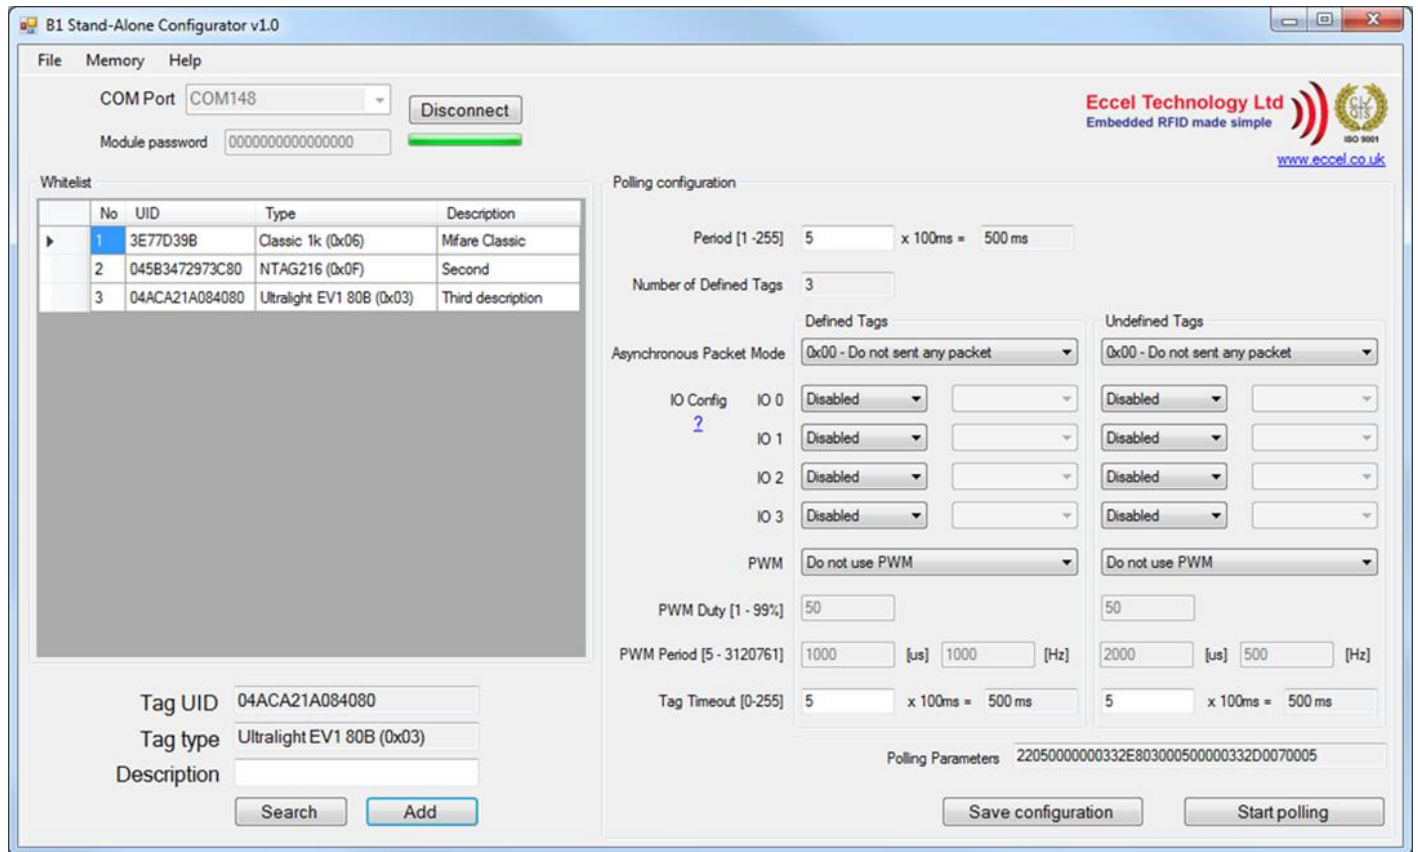 B1 Stand-Alone Configurator v1.0
File Memory Help
COM Port COM148 Disconnect
Module password 0000000000000000
Eccel Technology Ltd
Embedded RFID made simple
ISO 9001
www.eccel.co.uk
Whitelist
No UID Type Description
1 3E77D39B Classic 1k (0x06) Mifare Classic
2 045B3472973C80 NTAG216 (0x0F) Second
3 04ACA21A084080 Ultralight EV1 80B (0x03) Third description
Tag UID 04ACA21A084080
Tag type Ultralight EV1 80B (0x03)
Description
Search Add
Polling configuration
Period [1 -255] 5 x 100ms = 500 ms
Number of Defined Tags 3
Defined Tags Undefined Tags
Asynchronous Packet Mode 0x00 - Do not sent any packet 0x00 - Do not sent any packet
IO Config IO 0 Disabled Disabled
? IO 1 Disabled Disabled
IO 2 Disabled Disabled
IO 3 Disabled Disabled
PWM Do not use PWM Do not use PWM
PWM Duty [1 - 99%] 50 50
PWM Period [5 - 3120761] 1000 [us] 1000 [Hz] 2000 [us] 500 [Hz]
Tag Timeout [0-255] 5 x 100ms = 500 ms 5 x 100ms = 500 ms
Polling Parameters 22050000000332E803000500000332D0070005
Save configuration Start polling